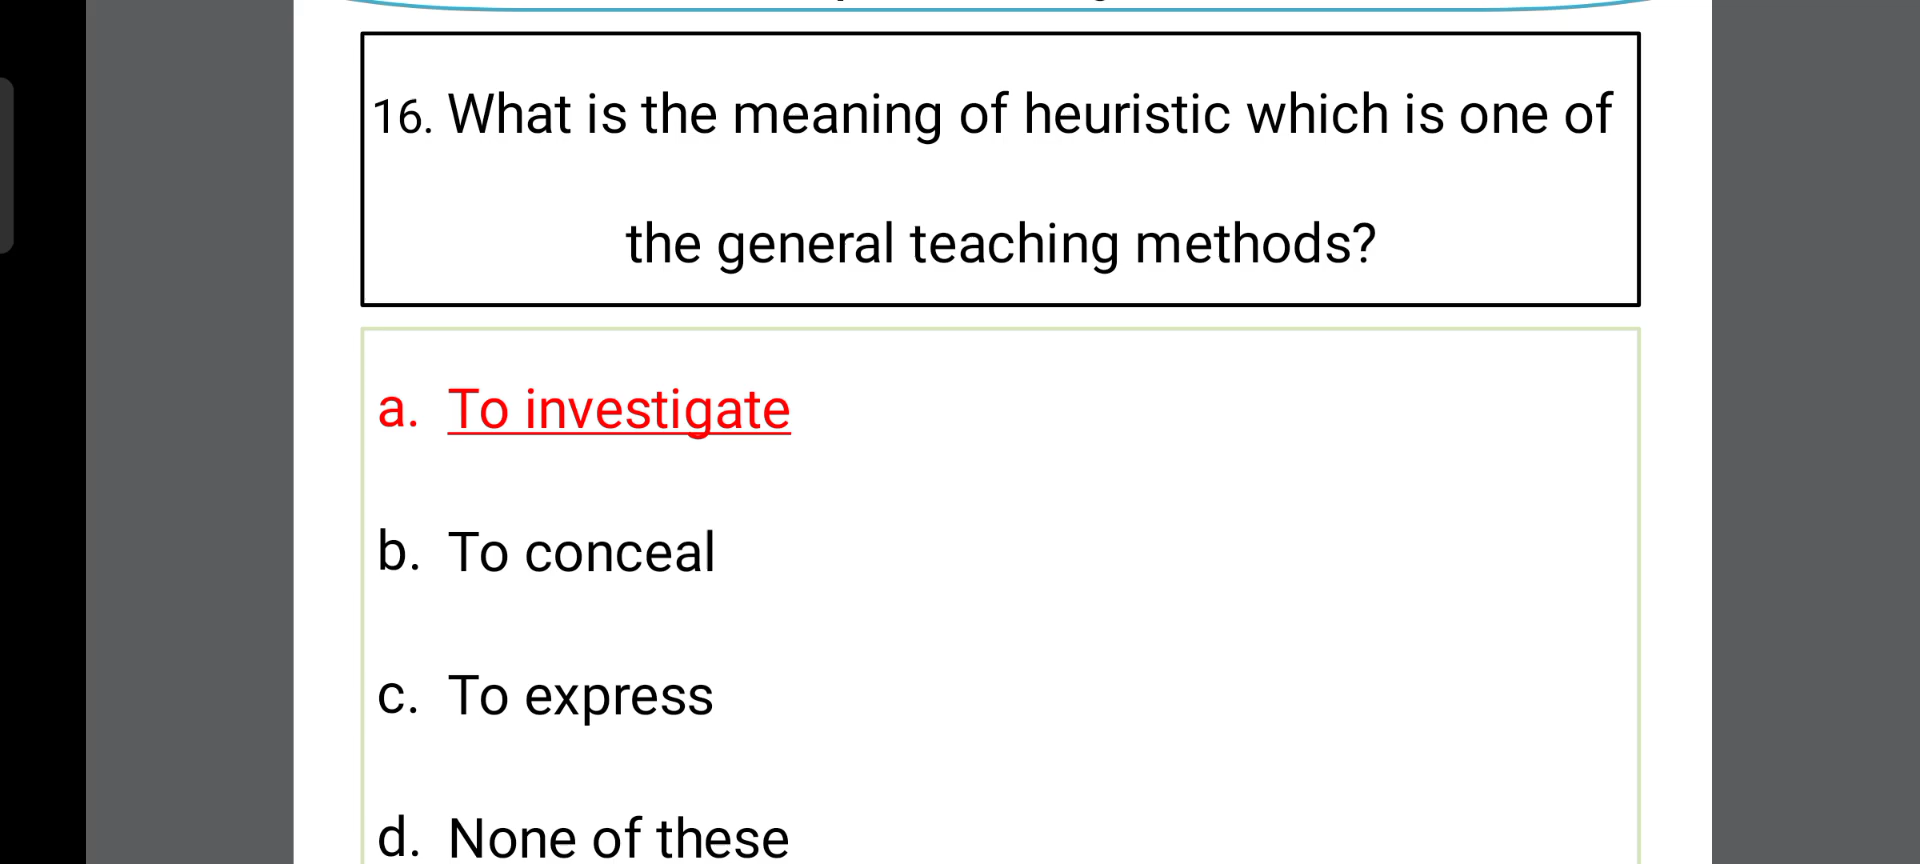 16. What is the meaning of heuristic which is one of
the general teaching methods?
a. To investigate
b. To conceal
c. To express
d. None of these